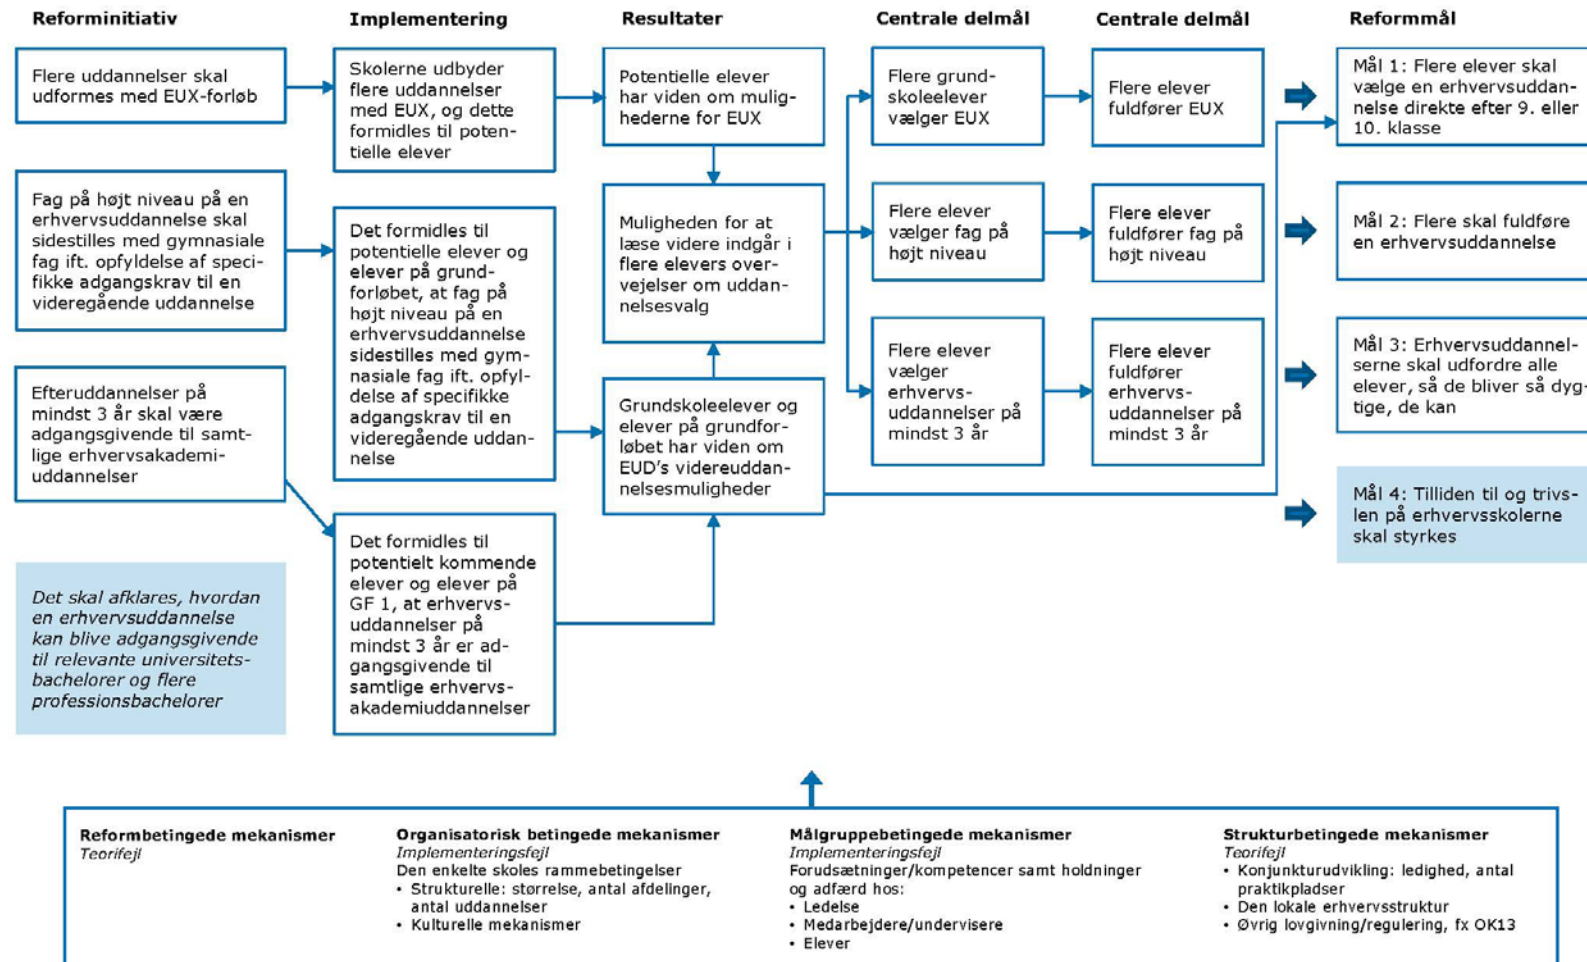 Reforminitiativ
Flere uddannelser skal
udformes med EUX-forløb
Fag på højt niveau på en
erhvervsuddannelse skal
sidestilles med gymnasiale
fag ift. opfyldelse af speci-
fikke adgangskrav til en
videregående uddannelse
Efteruddannelser på
mindst 3 år skal være
adgangsgivende til samt-
lige erhvervsakademi-
uddannelser
Det skal afklares, hvordan
en erhvervsuddannelse
kan blive adgangsgivende
til relevante universitets-
bachelorer og flere
professionsbachelorer
Implementering
Skolerne udbyder
flere uddannelser
med EUX, og dette
formidles til poten-
tielle elever
Det formidles til
potentielle elever og
elever på grund-
forløbet, at fag på
højt niveau på en
erhvervsuddannelse
sidestilles med gym-
nasiale fag ift. opfyl-
delse af specifikke
adgangskrav til en
videregående uddan-
nelse
Det formidles til
potentielt kommende
elever og elever på
GF 1, at erhvervs-
uddannelser på
mindst 3 år er ad-
gangsgivende til
samtlige erhvervs-
akademiuddannelser
Resultater
Potentielle elever
har viden om mulig-
hederne for EUX
Muligheden for at
læse videre indgår i
flere elevers over-
vejelser om uddan-
nelsesvalg
Grundskoleelever og
elever på grundfor-
løbet har viden om
EUD's videreuddan-
nelsesmuligheder
Centrale delmål
Flere grund-
skoleelever
vælger EUX
Flere elever
vælger fag på
højt niveau
Flere elever
vælger
erhvervs-
uddannelser på
mindst 3 år
Centrale delmål
Flere elever
fuldfører EUX
Flere elever
fuldfører fag på
højt niveau
Flere elever
fuldfører
erhvervs-
uddannelser på
mindst 3 år
Reformmål
Mål 1: Flere elever skal
vælge en erhvervsuddan-
nelse direkte efter 9. eller
10. klasse
Mål 2: Flere skal fuldføre
en erhvervsuddannelse
Mål 3: Erhvervsuddannel-
serne skal udfordre alle
elever, så de bliver så dyg-
tige, de kan
Mål 4: Tilliden til og trivs-
len på erhvervsskolerne
skal styrkes
Reformbetingede mekanismer
Teorifejl
Organisatorisk betingede mekanismer
Implementeringsfejl
Den enkelte skoles rammebetingelser
• Strukturelle: størrelse, antal afdelinger,
antal uddannelser
• Kulturelle mekanismer
Målgruppebetingede mekanismer
Implementeringsfejl
Forudsætninger/kompetencer samt holdninger
og adfærd hos:
• Ledelse
• Medarbejdere/undervisere
• Elever
Strukturbetingede mekanismer
Teorifejl
• Konjunkturudvikling: ledighed, antal
praktikpladser
• Den lokale erhvervsstruktur
• Øvrig lovgivning/regulering, fx OK13